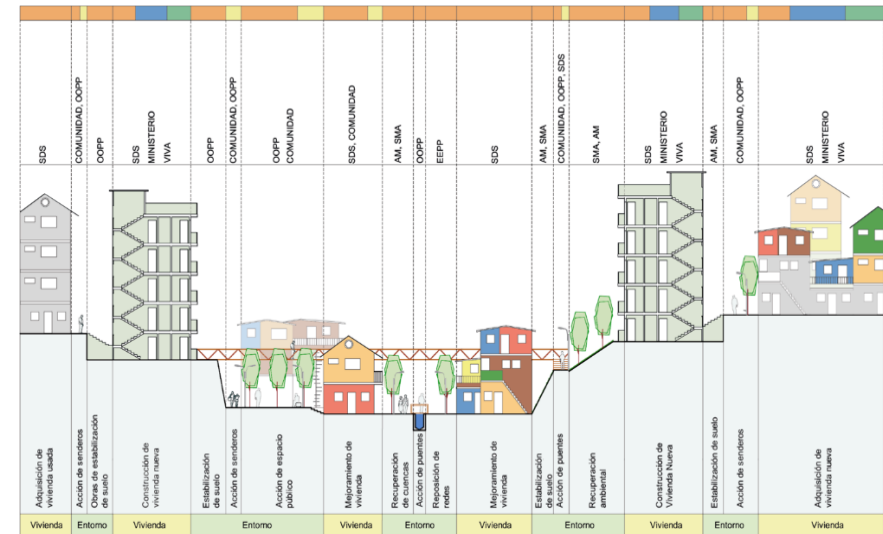 SDS
COMUNIDAD, OOPP
OOPP
SDS
MINISTERIO
VIVA
OOPP
COMUNIDAD, OOPP
OOPP
COMUNIDAD
SDS, COMUNIDAD
AM, SMA
OOPP
EEPP
SDS
AM, SMA
COMUNIDAD, OOPP, SDS
SMA, AM
SDS
MINISTERIO
VIVA
AM, SMA
COMUNIDAD, OOPP
SDS
MINISTERIO
VIVA
Adquisición de
vivienda usada
Acción de senderos
Obras de estabilización
de suelo
Construcción de
vivienda nueva
Estabilización
de suelo
Acción de senderos
Acción de espacio
público
Mejoramiento de
vivienda
Recuperación
de cuencas
Acción de puentes
Reposición de
redes
Mejoramiento de
vivienda
Estabilización
de suelo
Acción de puentes
Recuperación
ambiental
Construcción de
Vivienda Nueva
Estabilización de suelo
Acción de senderos
Adquisición de
vivienda nueva
Vivienda
Entorno
Vivienda
Entorno
Vivienda
Entorno
Vivienda
Entorno
Vivienda
Entorno
Vivienda